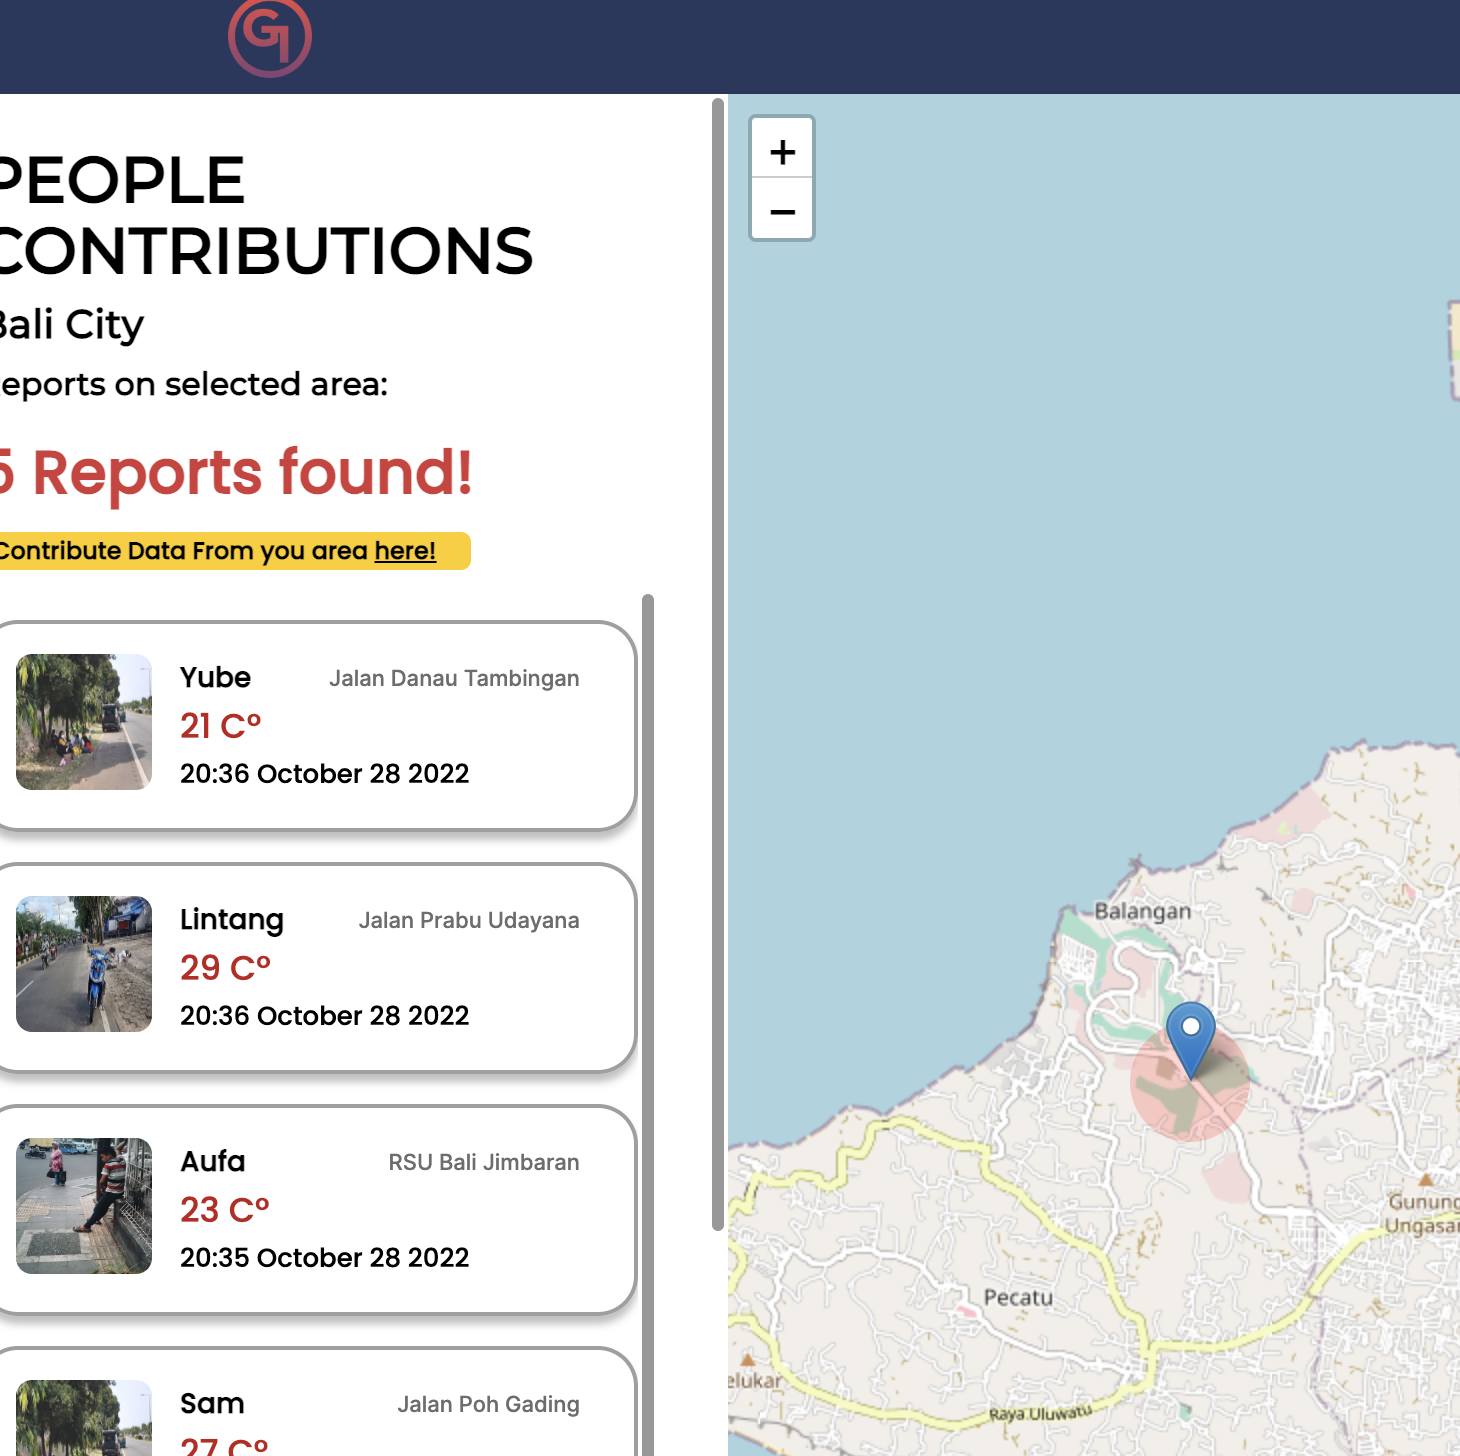 GI
PEOPLE
CONTRIBUTIONS
Bali City
eports on selected area:
5 Reports found!
Contribute Data From you area here!
Yube
Jalan Danau Tambingan
21 C°
20:36 October 28 2022
Lintang
Jalan Prabu Udayana
29 C°
20:36 October 28 2022
Aufa
RSU Bali Jimbaran
23 C°
20:35 October 28 2022
Sam
Jalan Poh Gading
27 C°
+
−
Balangan
Gunung
Ungasan
Pecatu
elukar
Raya Uluwatu